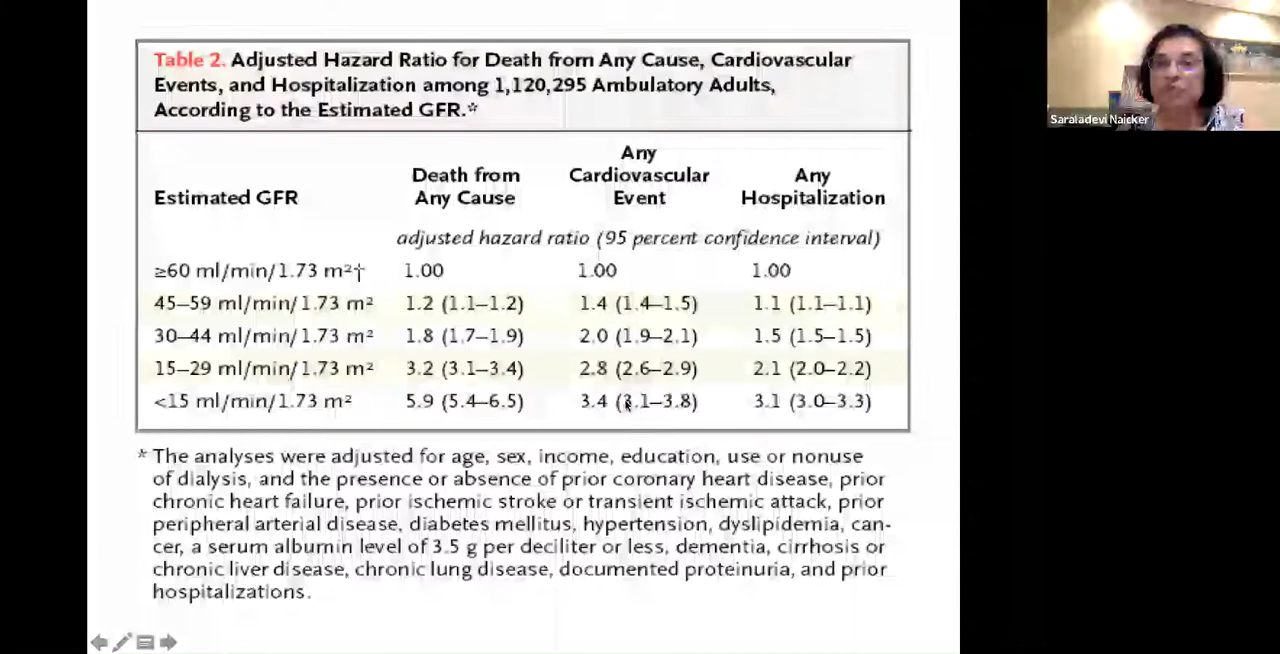 Table 2. Adjusted Hazard Ratio for Death from Any Cause, Cardiovascular
Events, and Hospitalization among 1,120,295 Ambulatory Adults,
According to the Estimated GFR.*
Estimated GFR
Death from
Any Cause
Any
Cardiovascular
Event
Any
Hospitalization
adjusted hazard ratio (95 percent confidence interval)
≥60 ml/min/1.73 m²† 1.00 1.00 1.00
45–59 ml/min/1.73 m² 1.2 (1.1–1.2) 1.4 (1.4–1.5) 1.1 (1.1–1.1)
30–44 ml/min/1.73 m² 1.8 (1.7–1.9) 2.0 (1.9–2.1) 1.5 (1.5–1.5)
15–29 ml/min/1.73 m² 3.2 (3.1–3.4) 2.8 (2.6–2.9) 2.1 (2.0–2.2)
<15 ml/min/1.73 m² 5.9 (5.4–6.5) 3.4 (3.1–3.8) 3.1 (3.0–3.3)
* The analyses were adjusted for age, sex, income, education, use or nonuse
of dialysis, and the presence or absence of prior coronary heart disease, prior
chronic heart failure, prior ischemic stroke or transient ischemic attack, prior
peripheral arterial disease, diabetes mellitus, hypertension, dyslipidemia, can-
cer, a serum albumin level of 3.5 g per deciliter or less, dementia, cirrhosis or
chronic liver disease, chronic lung disease, documented proteinuria, and prior
hospitalizations.
Saraladevi Naicker